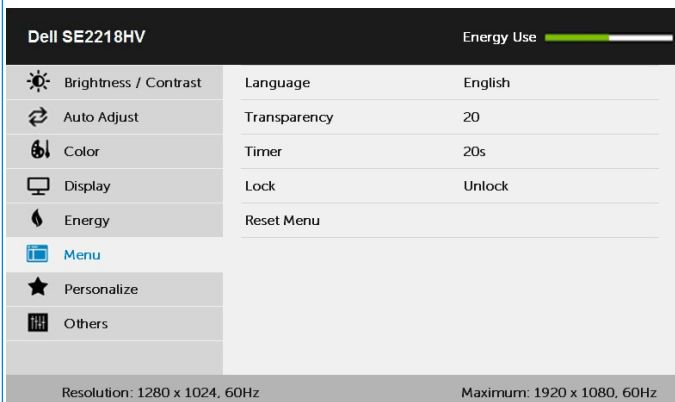 Dell SE2218HV Energy Use
Brightness / Contrast Language English
Auto Adjust Transparency 20
Color Timer 20s
Display Lock Unlock
Energy Reset Menu
Menu
Personalize
Others
Resolution: 1280 x 1024, 60Hz Maximum: 1920 x 1080, 60Hz